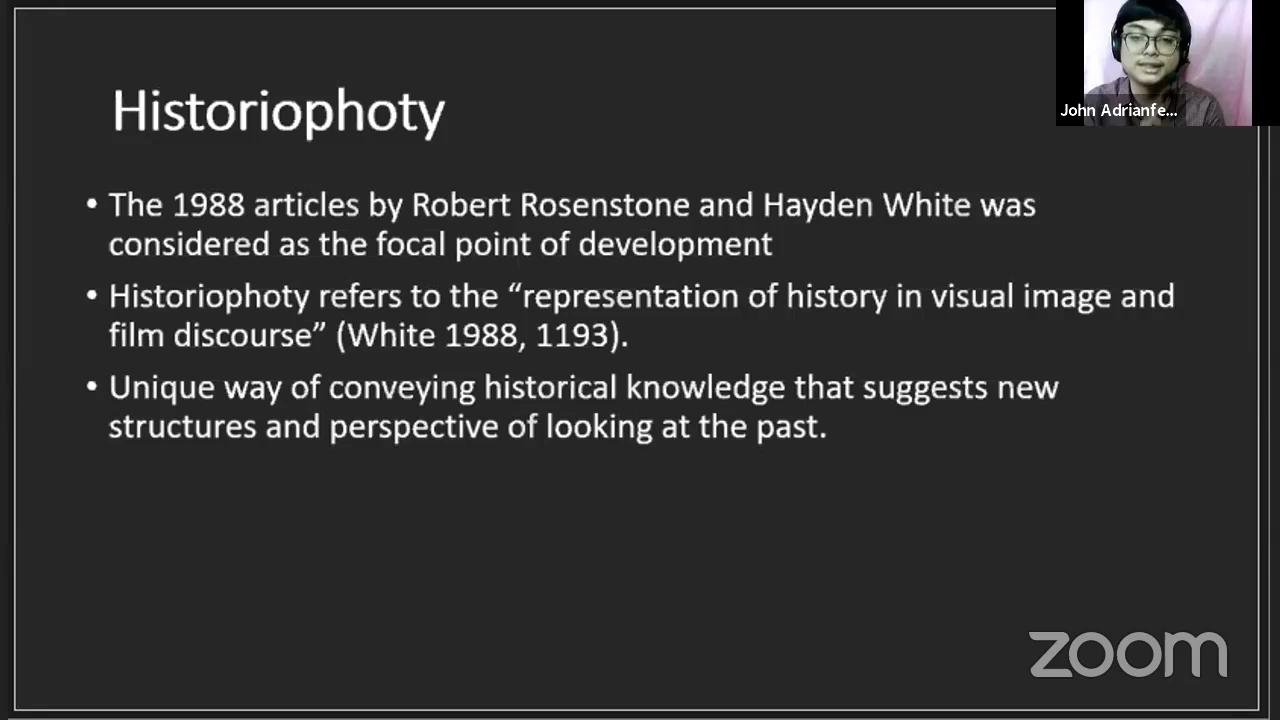 Historiophoty
• The 1988 articles by Robert Rosenstone and Hayden White was
considered as the focal point of development
• Historiophoty refers to the “representation of history in visual image and
film discourse” (White 1988, 1193).
• Unique way of conveying historical knowledge that suggests new
structures and perspective of looking at the past.
John Adrianfe...
zoom